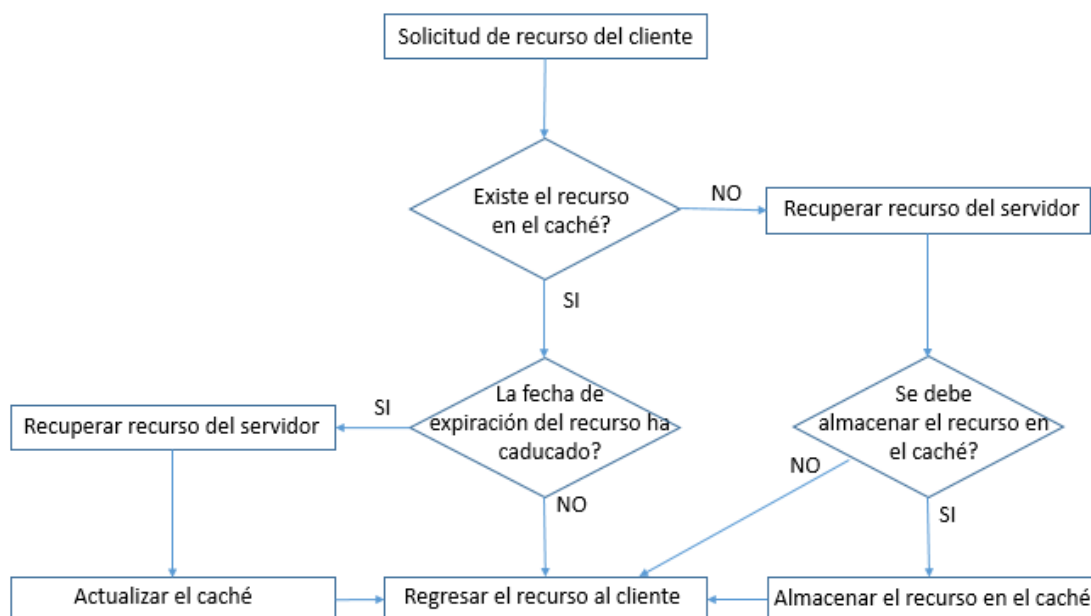 Solicitud de recurso del cliente
Existe el recurso
en el caché?
NO
Recuperar recurso del servidor
SI
La fecha de
expiración del recurso ha
caducado?
SI
Recuperar recurso del servidor
Se debe
almacenar el recurso en
el caché?
NO
NO
SI
Actualizar el caché
Regresar el recurso al cliente
Almacenar el recurso en el caché